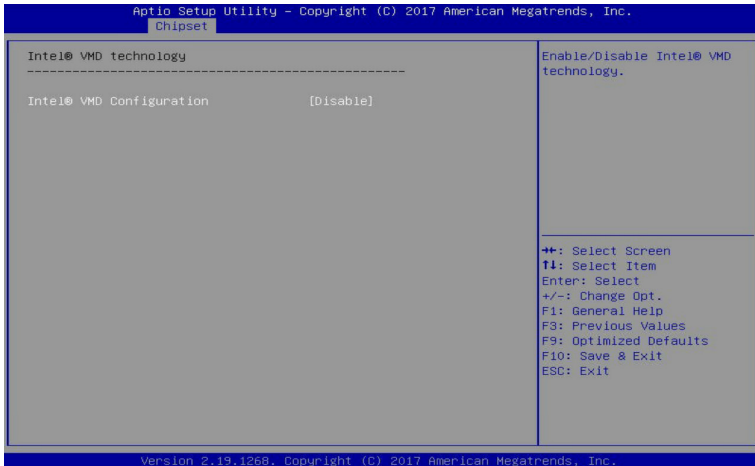 Aptio Setup Utility – Copyright (C) 2017 American Megatrends, Inc.
Chipset
Intel® VMD technology
------------------------------------------------
Intel® VMD Configuration [Disable]
Enable/Disable Intel® VMD
technology.
→←: Select Screen
↑↓: Select Item
Enter: Select
+/-: Change Opt.
F1: General Help
F3: Previous Values
F9: Optimized Defaults
F10: Save & Exit
ESC: Exit
Version 2.19.1268. Copyright (C) 2017 American Megatrends, Inc.